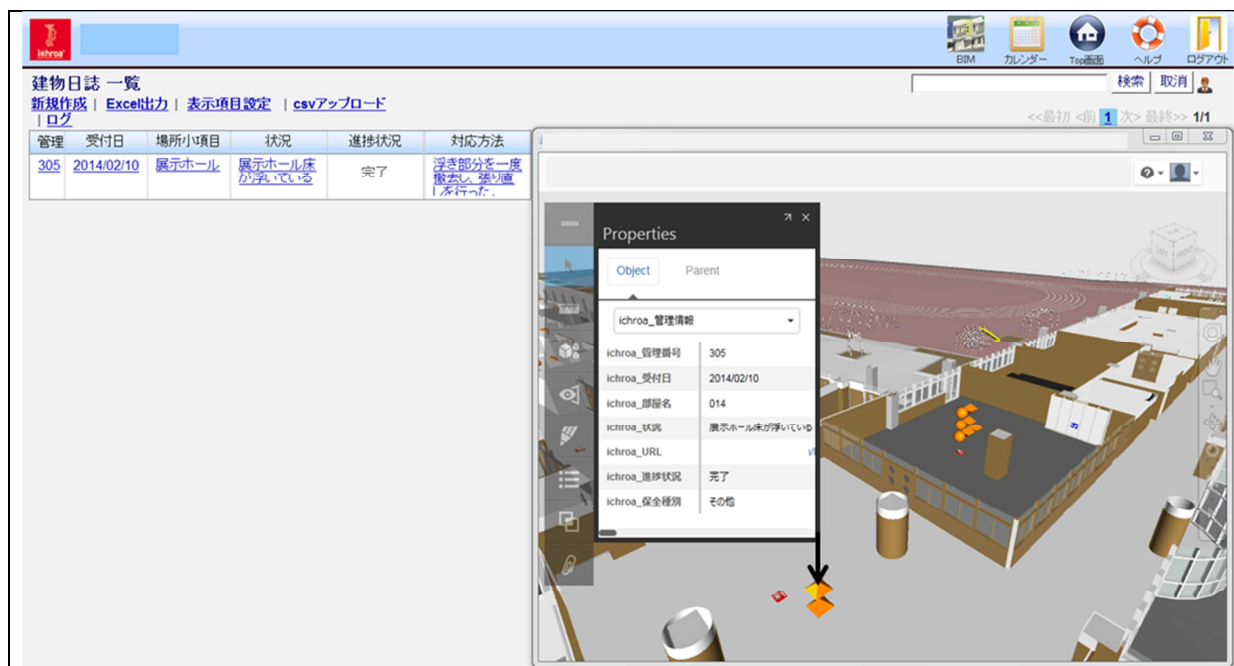 ichroa
BIM
カレンダー
Top画面
ヘルプ
ログアウト
建物日誌 一覧
検索
取消
新規作成 | Excel出力 | 表示項目設定 | csvアップロード
| ログ
<<最初 <前 1 次> 最終>> 1/1
管理 受付日 場所小項目 状況 進捗状況 対応方法
305 2014/02/10 展示ホール 展示ホール床 完了 浮き部分を一度
が浮いている 撤去し、張り直
しを行った.
Properties
Object Parent
ichroa_管理情報
ichroa_管理番号 305
ichroa_受付日 2014/02/10
ichroa_部屋名 014
ichroa_状況 展示ホール床が浮いている
ichroa_URL
ichroa_進捗状況 完了
ichroa_保全種別 その他